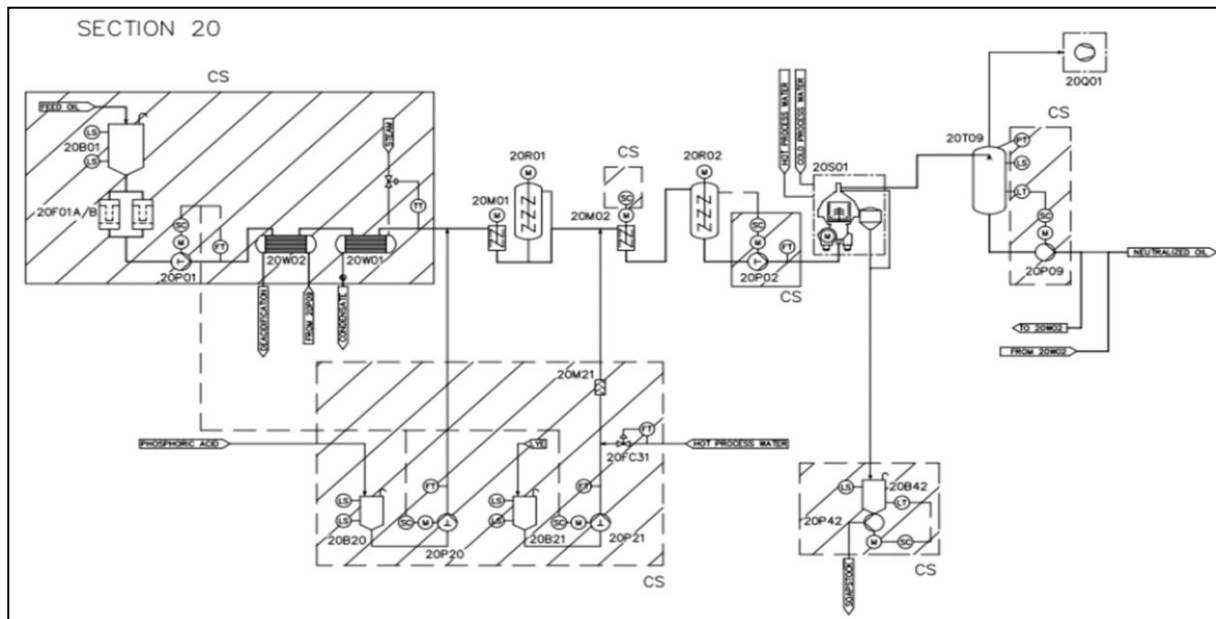 SECTION 20
CS
FEED OIL
LS
20B01
LS
20F01A/B
SC
M
FT
20P01
STEAM
TT
20W02
20W01
DEACIDIFICATION
FROM 20P09
CONDENSATE
20M01
M
20R01
M
CS
SC
M
20M02
20R02
M
SC
M
FT
20P02
CS
HOT PROCESS WATER
COLD PROCESS WATER
20S01
M
20Q01
20T09
CS
PT
LS
LT
SC
M
20P09
NEUTRALIZED OIL
TO 20W02
FROM 20W02
20M21
PHOSPHORIC ACID
LYE
FT
20FC31
HOT PROCESS WATER
LS
LS
20B20
FT
SC
M
20P20
LS
LS
20B21
FT
SC
M
20P21
CS
LS
20B42
LT
20P42
M
SC
CS
SOAPSTOCK